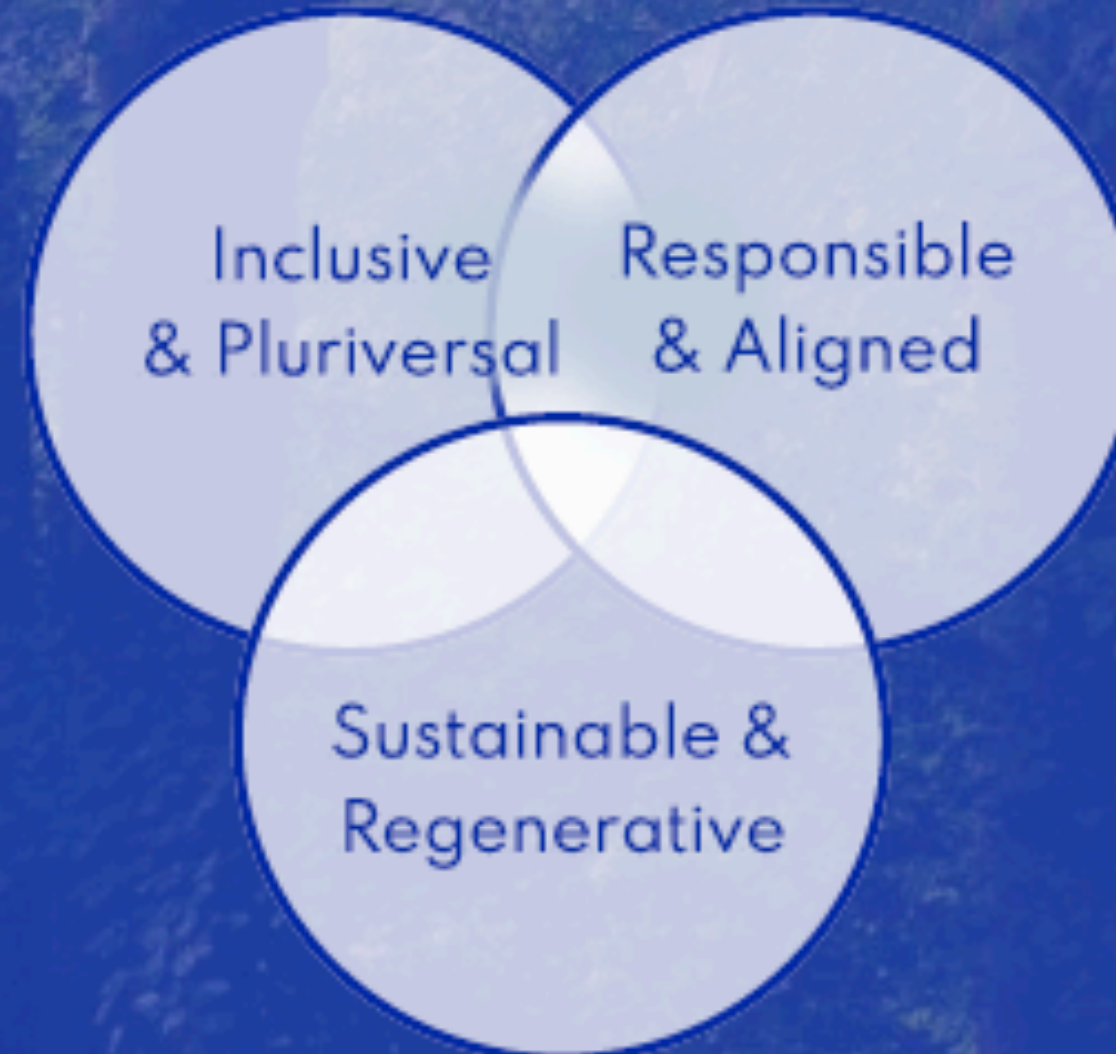 Inclusive
& Pluriversal
Responsible
& Aligned
Sustainable &
Regenerative